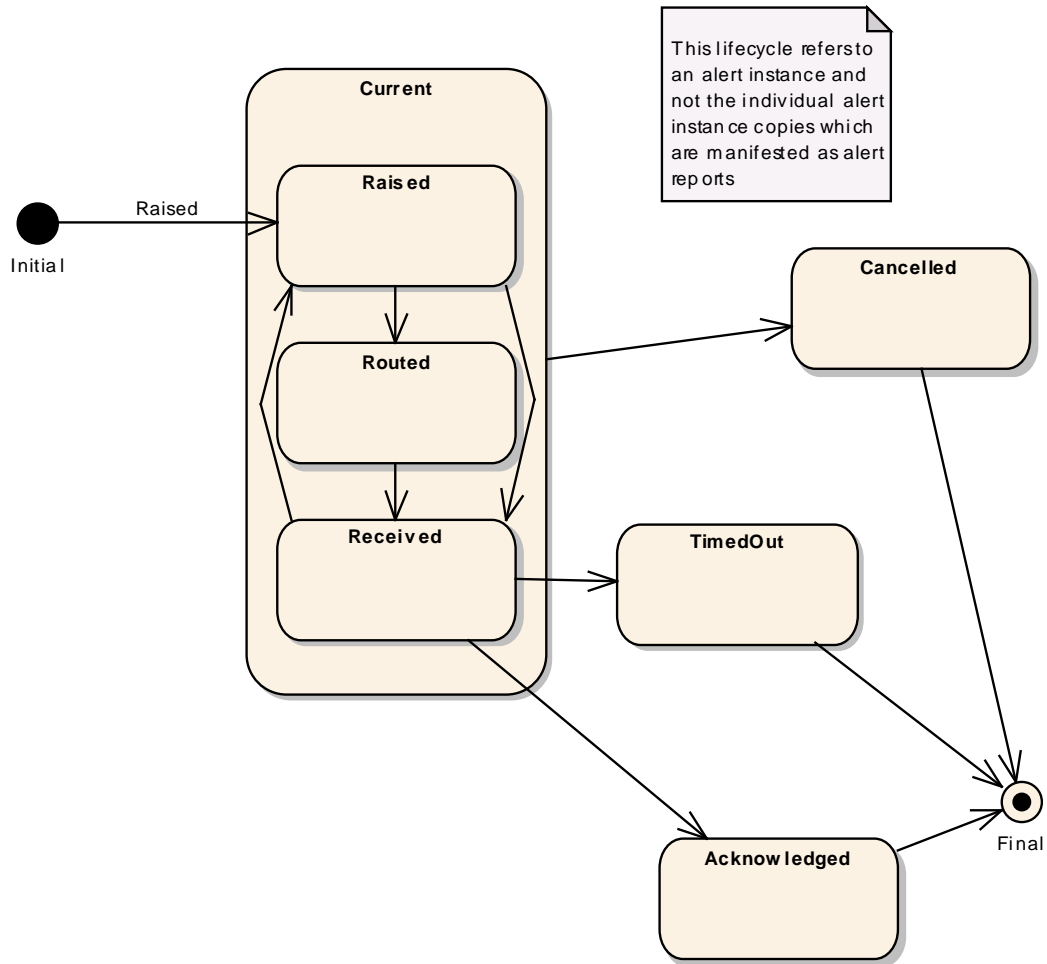 This lifecycle refers to
an alert instance and
not the individual alert
instance copies which
are manifested as alert
reports
Current
Raised
Raised
Initial
Cancelled
Routed
Received
TimedOut
Final
Acknowledged